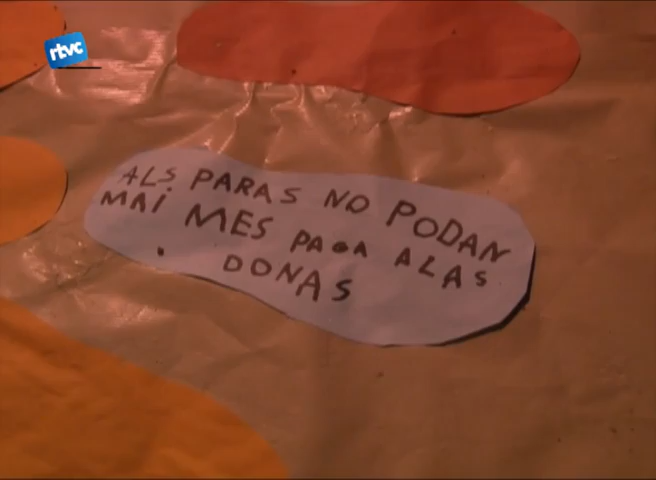 rtvc
ALS PARAS NO PODAN
MAi MES PAGA ALAS
DONAS